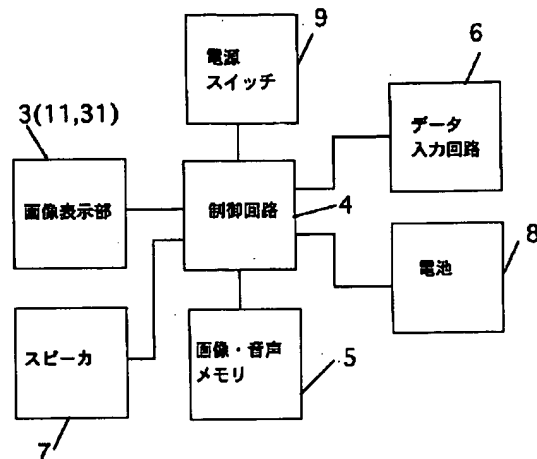 9
電源
スイッチ
6
データ
入力回路
3(11,31)
画像表示部
制御回路
4
電池
8
スピーカ
7
画像・音声
メモリ
5